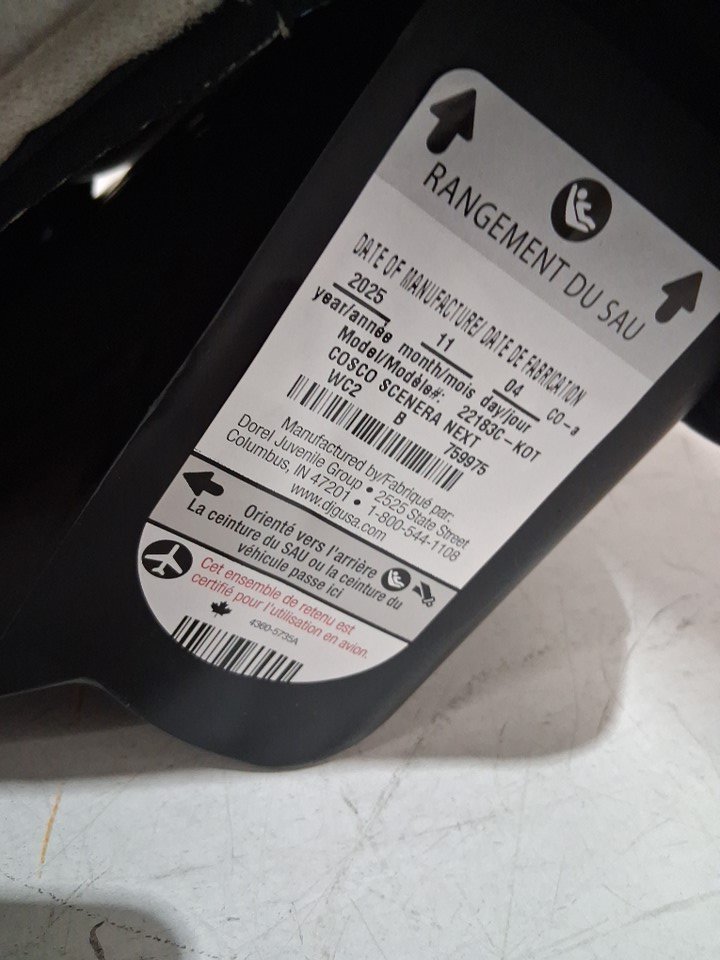 RANGEMENT DU SAU
DATE OF MANUFACTURE/ DATE DE FABRICATION
2025 11 04 CO-a
year/année month/mois day/jour
Model/Modèle#: 22183C-KOT
COSCO SCENERA NEXT
WC2 B 759975
Manufactured by/Fabriqué par:
Dorel Juvenile Group • 2525 State Street
Columbus, IN 47201 • 1-800-544-1108
www.djgusa.com
Orienté vers l'arrière
La ceinture du SAU ou la ceinture du
véhicule passe ici
Cet ensemble de retenu est
certifié pour l'utilisation en avion.
4360-5735A